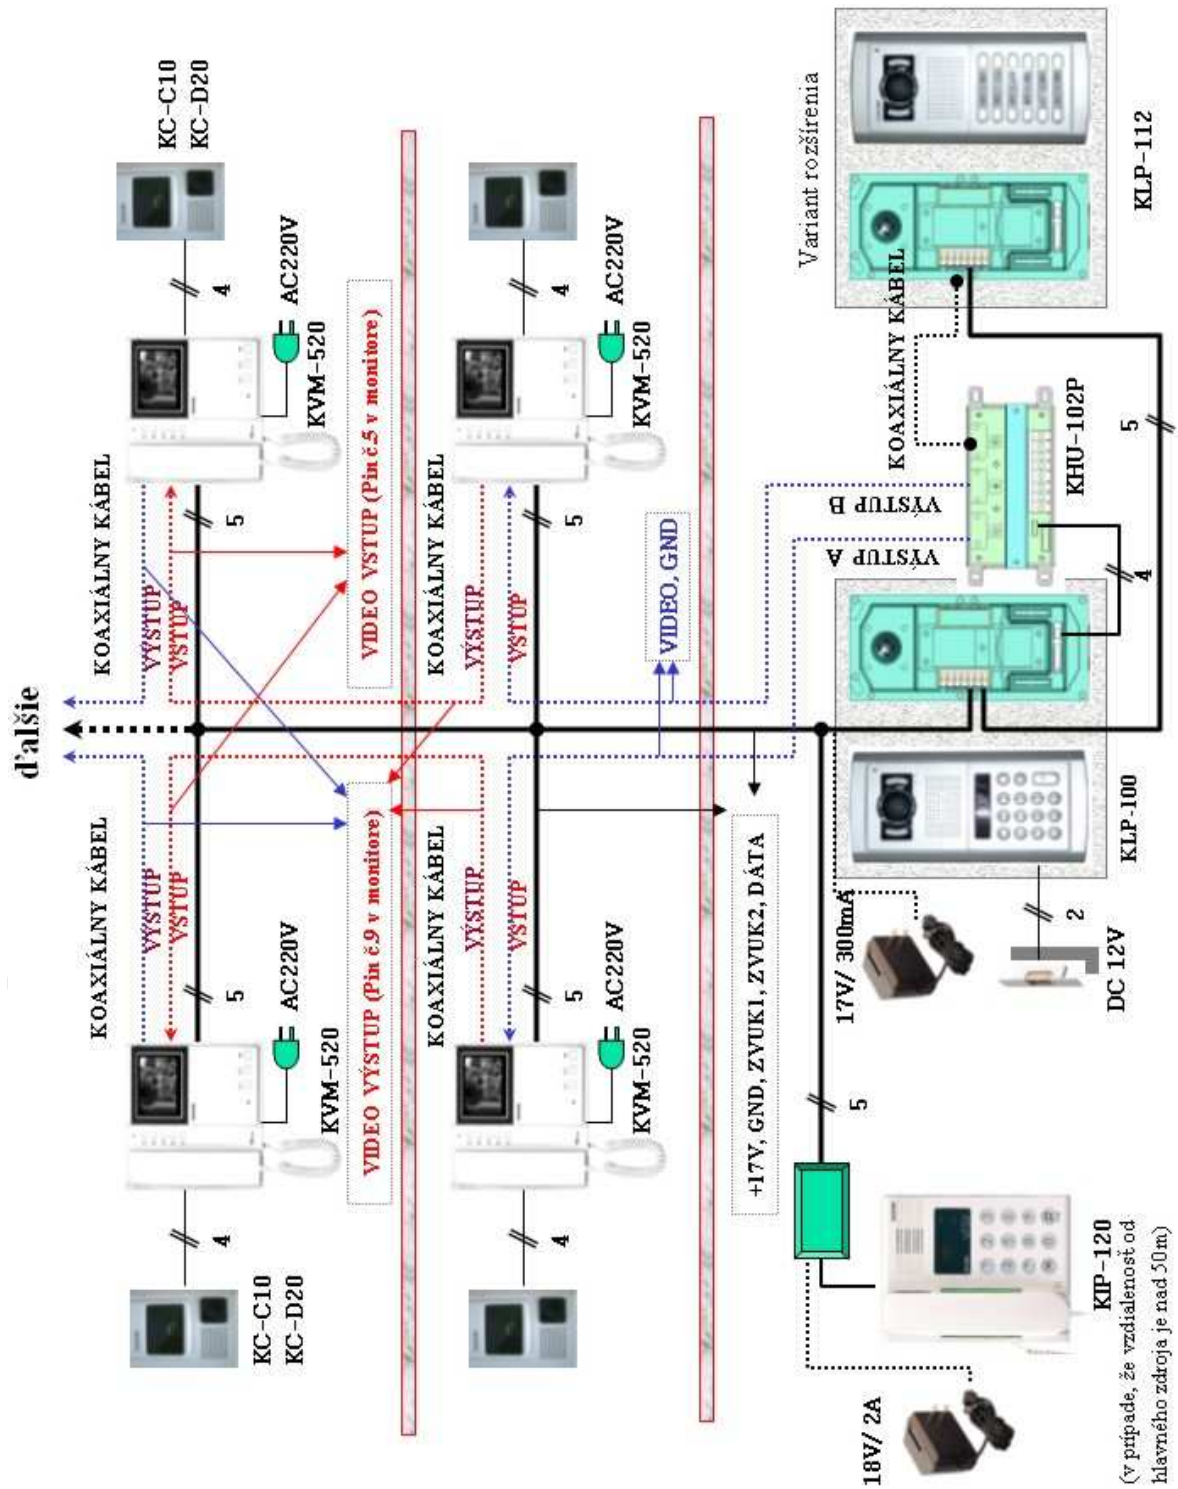 ďalšie
KC-C10
KC-D20
4
AC220V
KVM-520
KOAXIÁLNY KÁBEL
VÝSTUP
VSTUP
5
VIDEO VSTUP (Pin č.5 v monitore)
KOAXIÁLNY KÁBEL
VÝSTUP
VSTUP
5
AC220V
KVM-520
4
KC-C10
KC-D20
VIDEO VÝSTUP (Pin č.9 v monitore)
4
AC220V
KVM-520
KOAXIÁLNY KÁBEL
VÝSTUP
VSTUP
5
KOAXIÁLNY KÁBEL
VÝSTUP
VSTUP
5
AC220V
KVM-520
4
VIDEO, GND
+17V, GND, ZVUK1, ZVUK2, DÁTA
Variant rozšírenia
KLP-112
KOAXIÁLNY KÁBEL
KHU-102P
VÝSTUP B
VÝSTUP A
5
4
KLP-100
17V/ 300mA
2
DC 12V
5
KIP-120
(v prípade, že vzdialenosť od
hlavného zdroja je nad 50m)
18V/ 2A